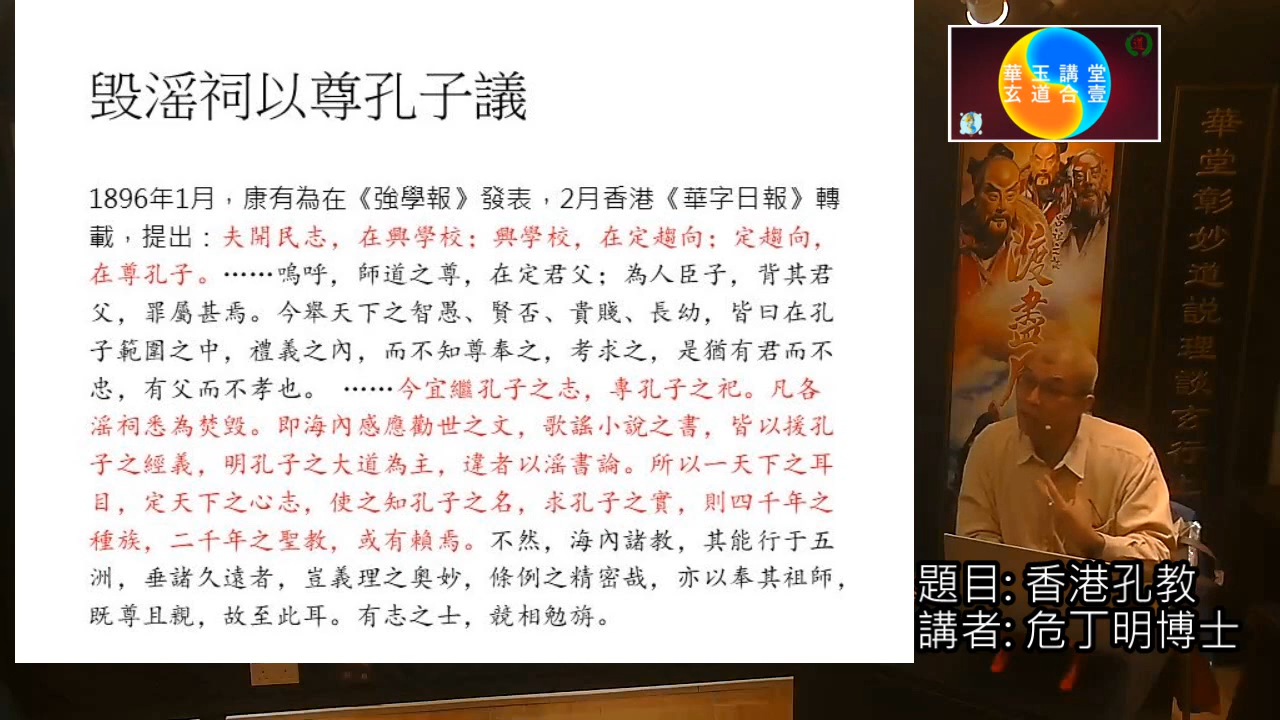 毀滛祠以尊孔子議
1896年1月，康有為在《強學報》發表，2月香港《華字日報》轉
載，提出：夫開民志，在興學校；興學校，在定趨向；定趨向，
在尊孔子。……嗚呼，師道之尊，在定君父；為人臣子，背其君
父，罪屬甚焉。今舉天下之智愚、賢否、貴賤、長幼，皆曰在孔
子範圍之中，禮義之內，而不知尊奉之，考求之，是猶有君而不
忠，有父而不孝也。 ……今宜繼孔子之志，專孔子之祀。凡各
滛祠悉為焚毀。即海內感應勸世之文，歌謠小說之書，皆以援孔
子之經義，明孔子之大道為主，違者以滛書論。所以一天下之耳
目，定天下之心志，使之知孔子之名，求孔子之實，則四千年之
種族，二千年之聖教，或有賴焉。不然，海內諸教，其能行于五
洲，垂諸久遠者，豈義理之奧妙，條例之精密哉，亦以奉其祖師，
既尊且親，故至此耳。有志之士，競相勉旃。
華玉講堂
玄道合壹
道
渡盡
華堂彰妙道說理談玄行
題目: 香港孔教
講者: 危丁明博士